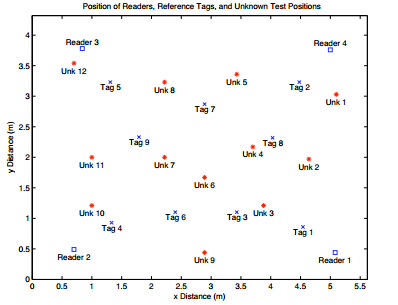 Position of Readers, Reference Tags, and Unknown Test Positions
4
3.5
3
2.5
2
1.5
1
0.5
0
y Distance (m)
Reader 3
Reader 4
Unk 12
Tag 5
Unk 8
Unk 5
Tag 2
Unk 1
Tag 7
Tag 9
Tag 8
Unk 4
Unk 11
Unk 7
Unk 2
Unk 6
Unk 10
Tag 4
Tag 6
Tag 3
Unk 3
Tag 1
Reader 2
Unk 9
Reader 1
0 0.5 1 1.5 2 2.5 3 3.5 4 4.5 5 5.5
x Distance (m)